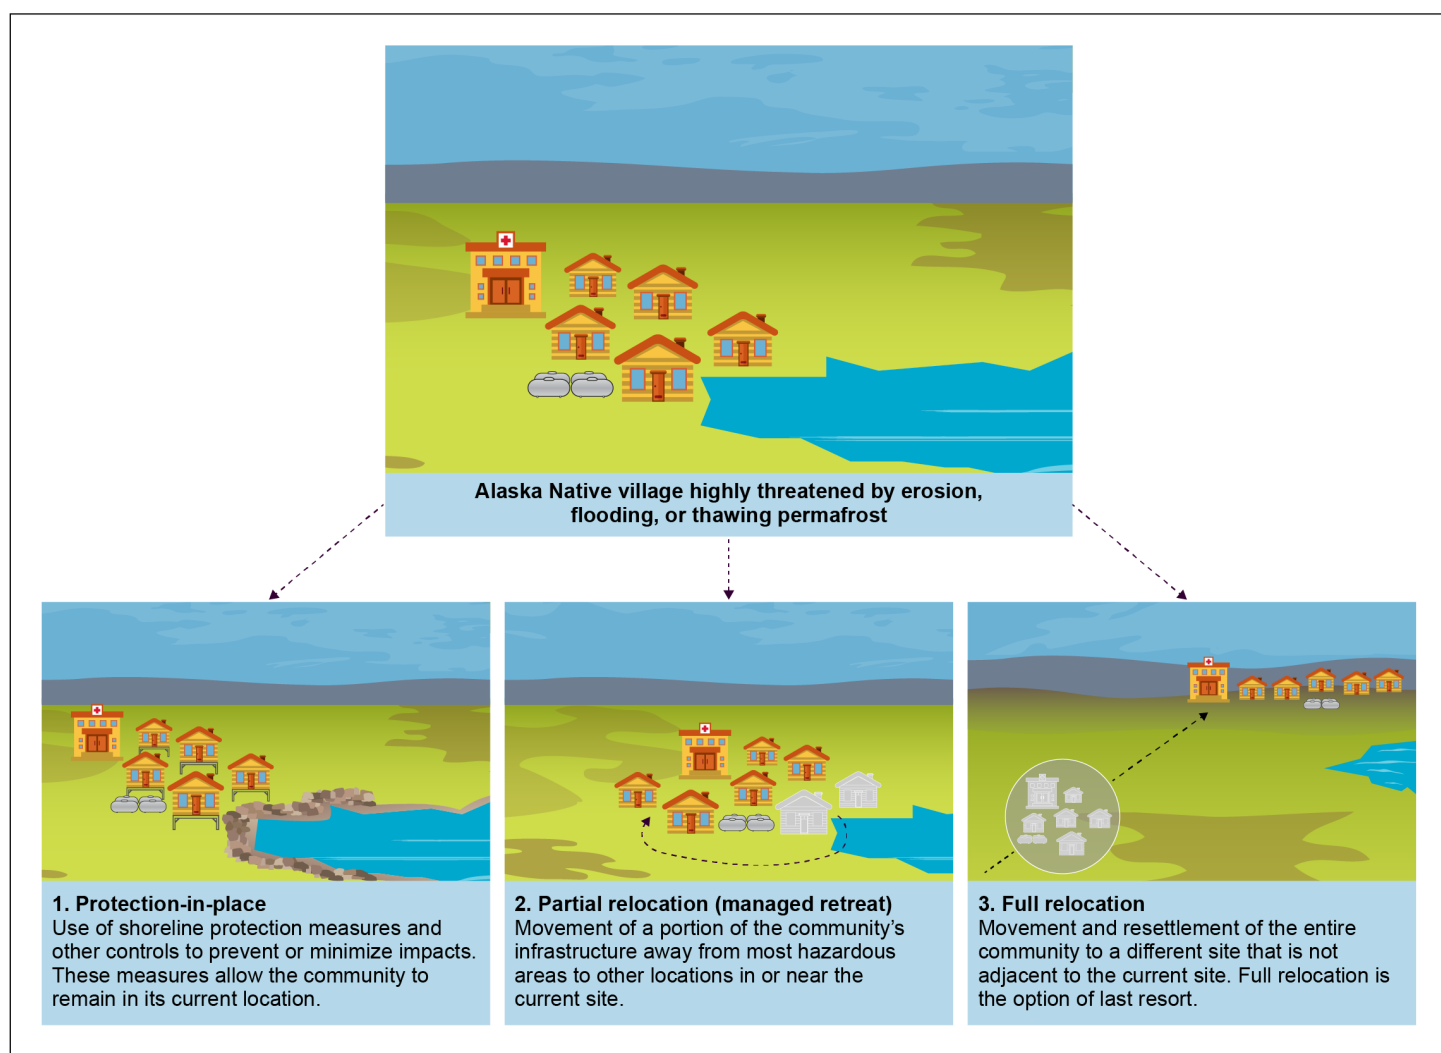 Alaska Native village highly threatened by erosion,
flooding, or thawing permafrost
1. Protection-in-place
Use of shoreline protection measures and
other controls to prevent or minimize impacts.
These measures allow the community to
remain in its current location.
2. Partial relocation (managed retreat)
Movement of a portion of the community’s
infrastructure away from most hazardous
areas to other locations in or near the
current site.
3. Full relocation
Movement and resettlement of the entire
community to a different site that is not
adjacent to the current site. Full relocation is
the option of last resort.